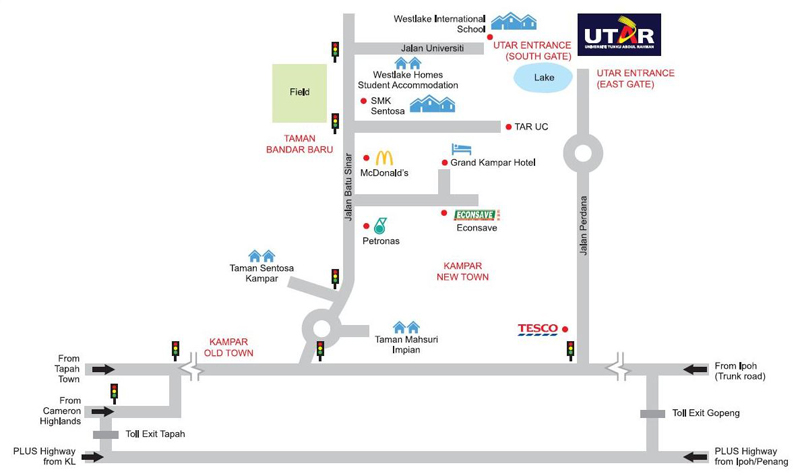 Westlake International
School
UTAR
UNIVERSITI TUNKU ABDUL RAHMAN
Jalan Universiti
UTAR ENTRANCE
(SOUTH GATE)
Westlake Homes
Student Accommodation
Lake
UTAR ENTRANCE
(EAST GATE)
Field
SMK
Sentosa
TAMAN
BANDAR BARU
TAR UC
McDonald's
Grand Kampar Hotel
Jalan Batu Sinar
Jalan Perdana
ECONSAVE
Econsave
Petronas
Taman Sentosa
Kampar
KAMPAR
NEW TOWN
TESCO
Taman Mahsuri
Impian
KAMPAR
OLD TOWN
From
Tapah
Town
From Ipoh
(Trunk road)
From
Cameron
Highlands
Toll Exit Tapah
Toll Exit Gopeng
PLUS Highway
from KL
PLUS Highway
from Ipoh/Penang